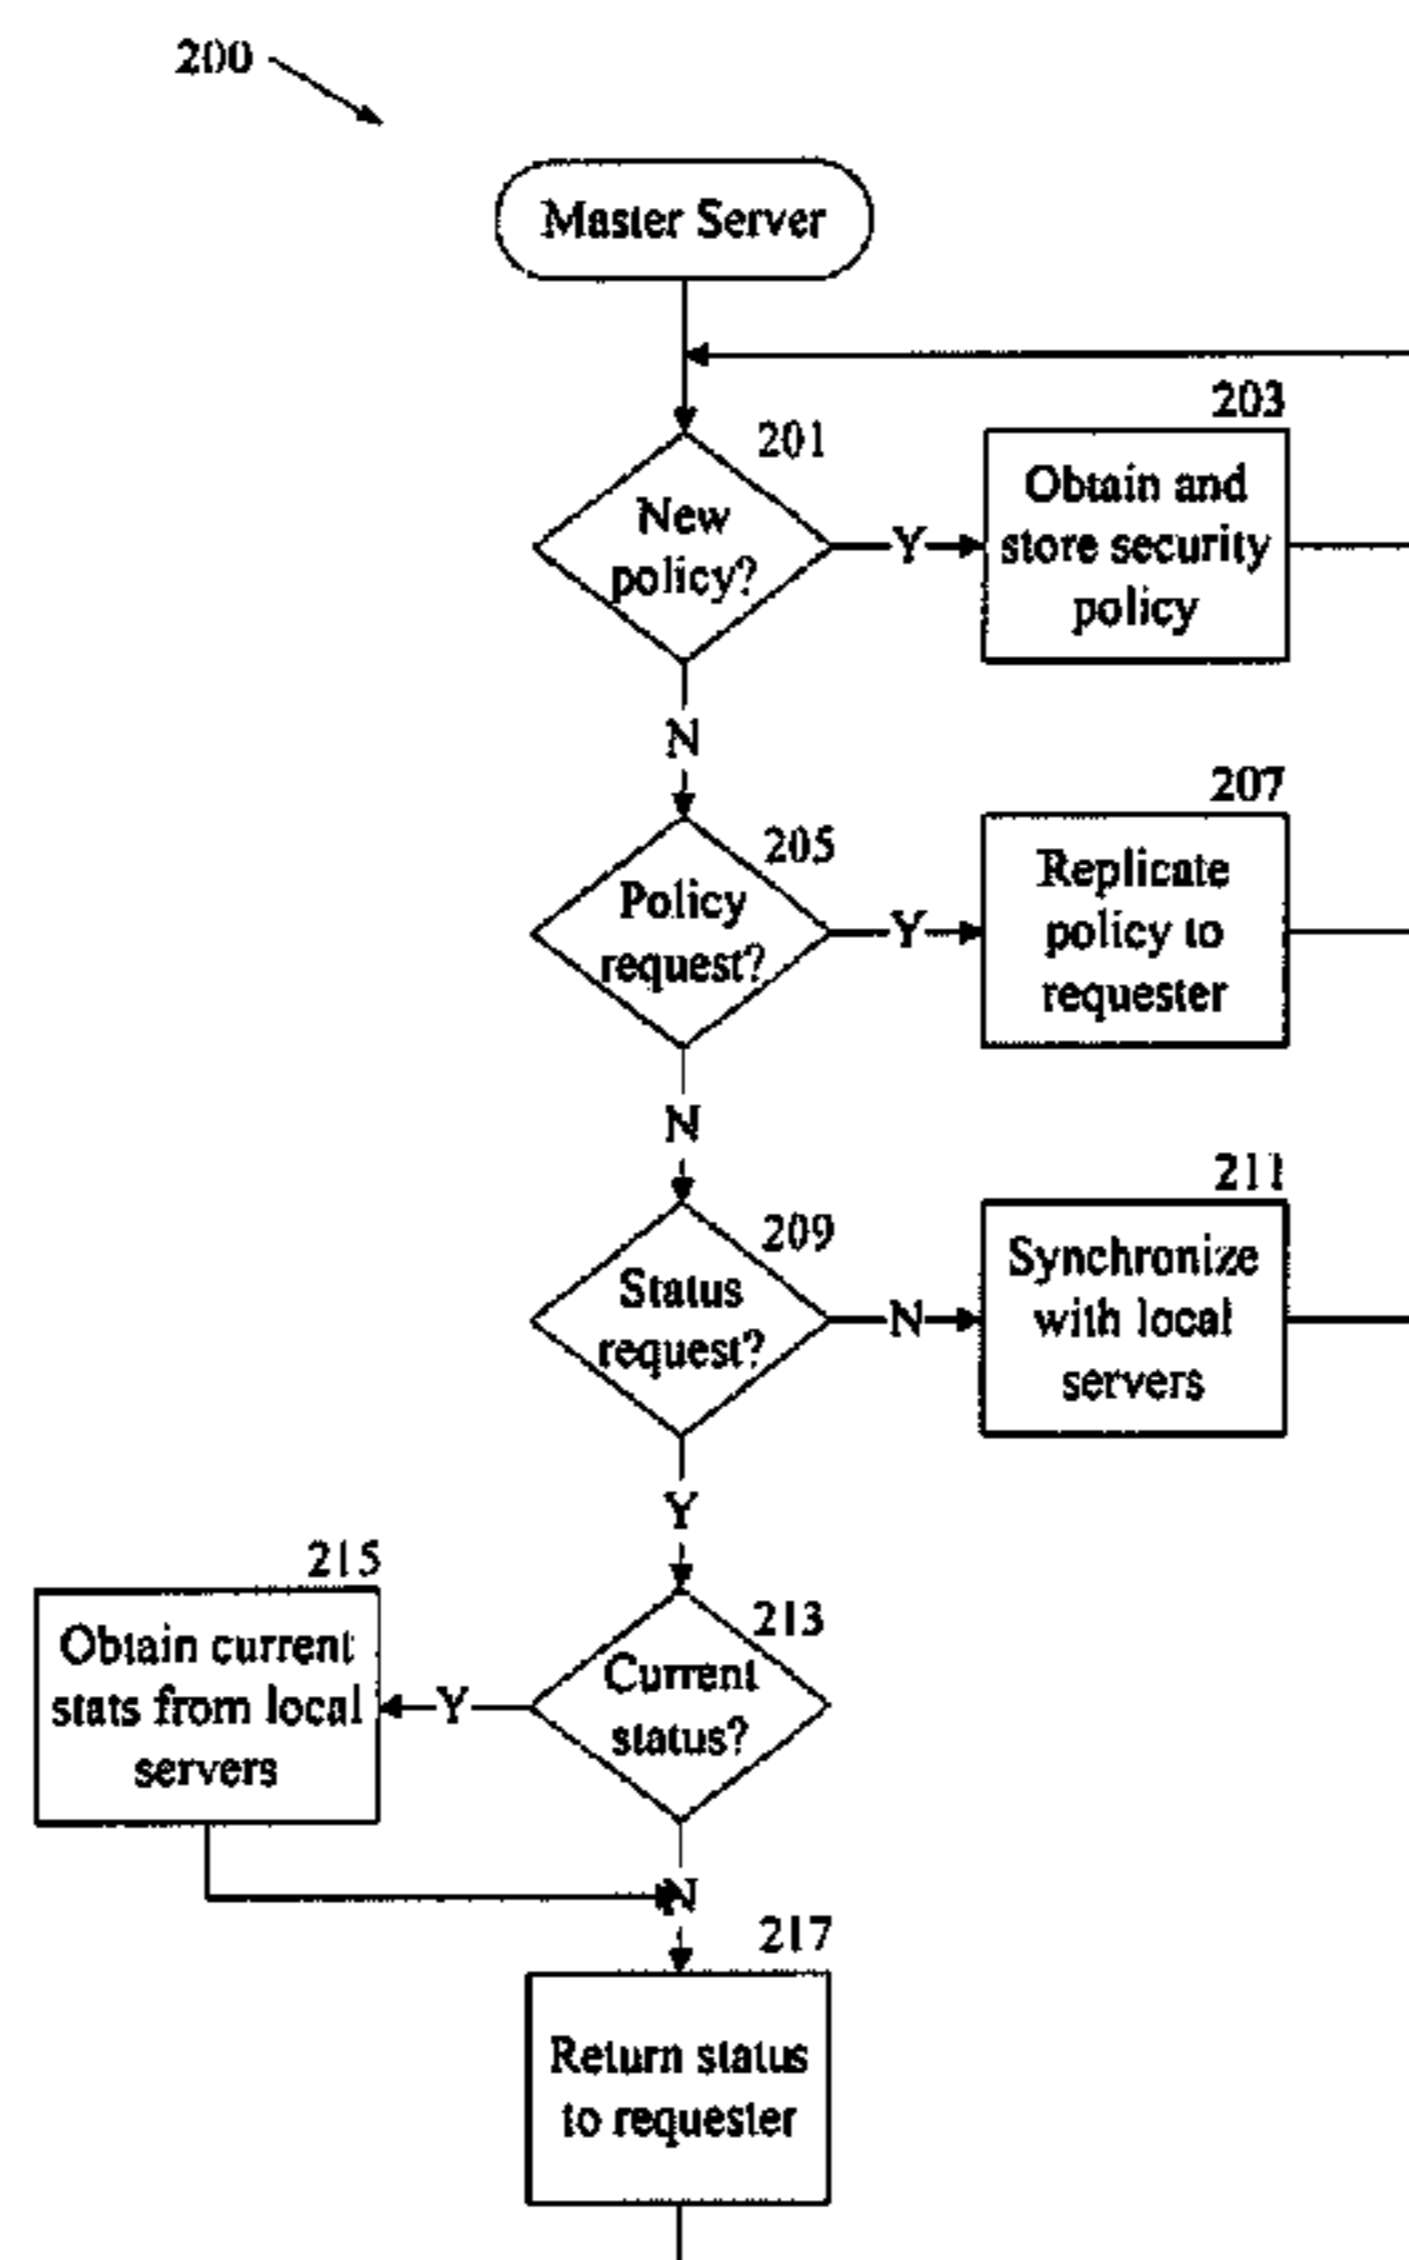 200
Master Server
201
New
policy?
Y
203
Obtain and
store security
policy
N
205
Policy
request?
Y
207
Replicate
policy to
requester
N
209
Status
request?
N
211
Synchronize
with local
servers
Y
213
Current
status?
Y
215
Obtain current
stats from local
servers
N
217
Return status
to requester